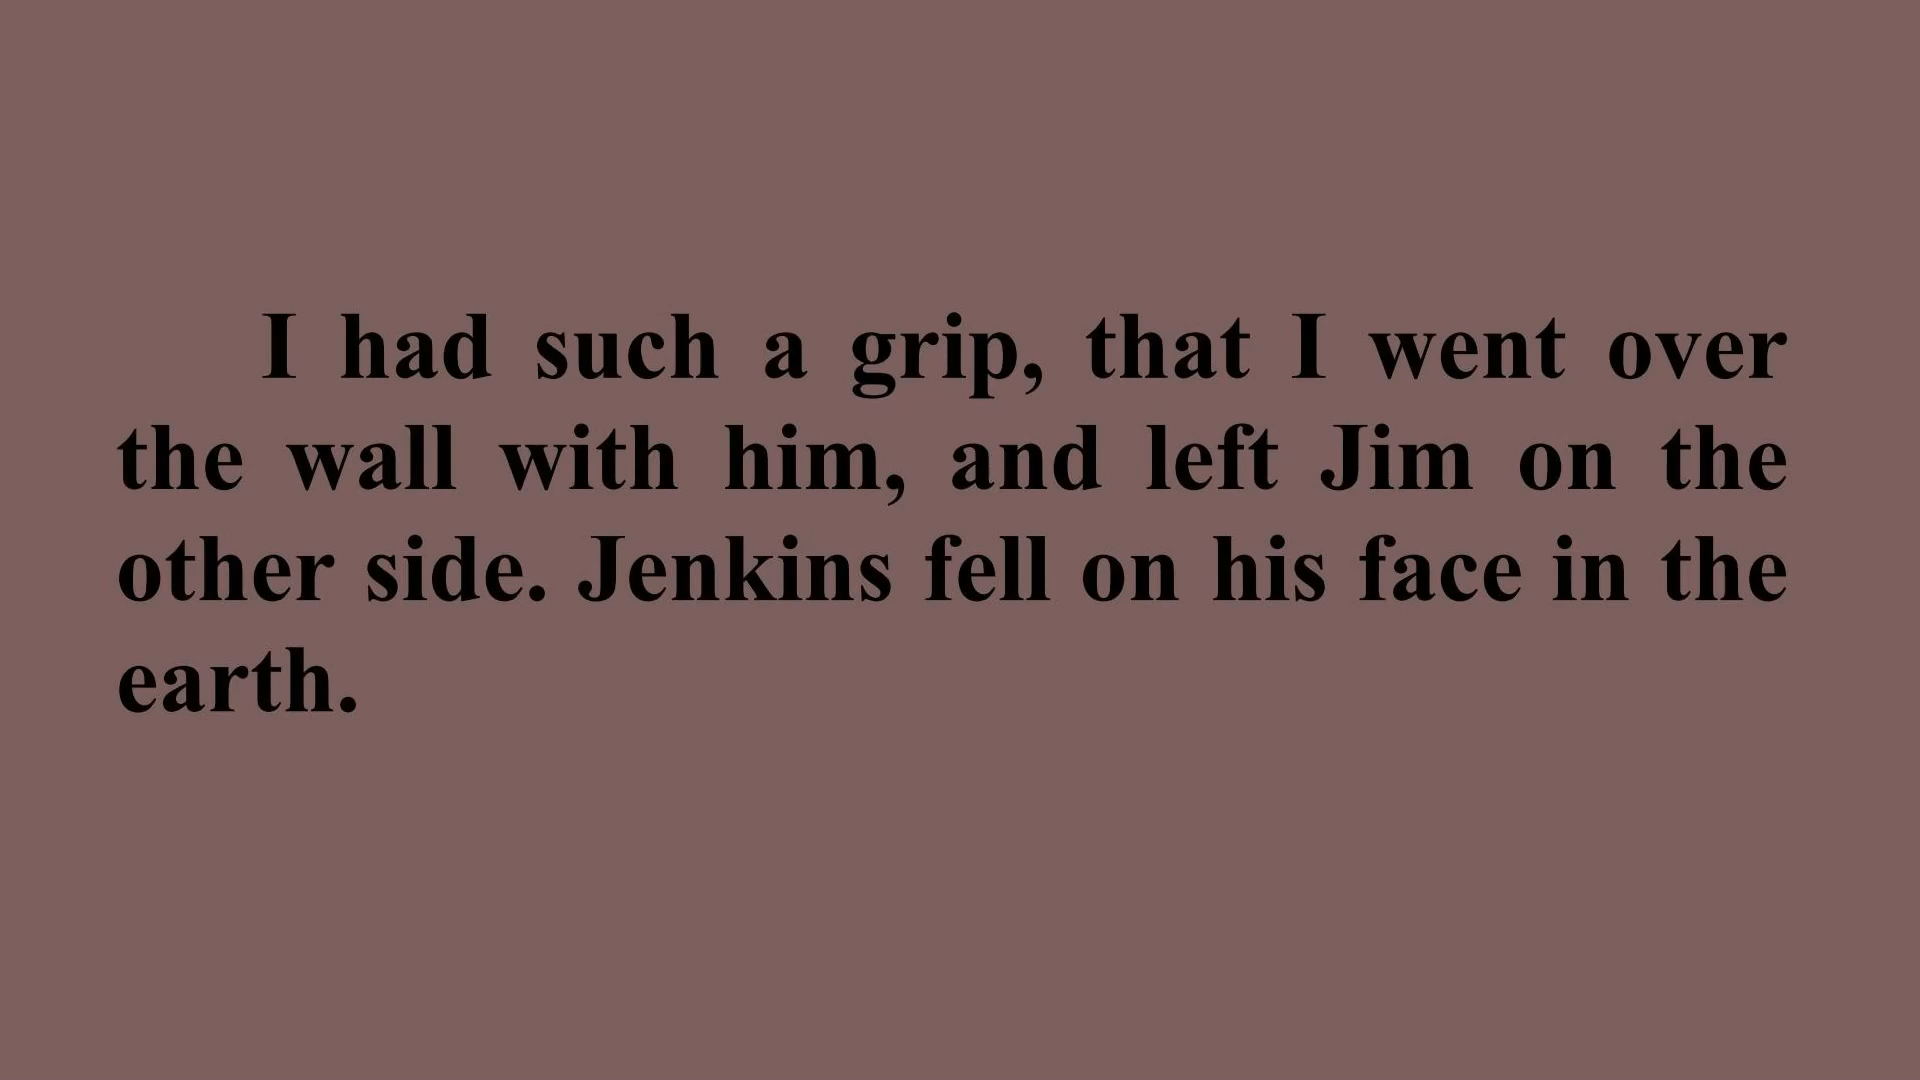 I had such a grip, that I went over
the wall with him, and left Jim on the
other side. Jenkins fell on his face in the
earth.